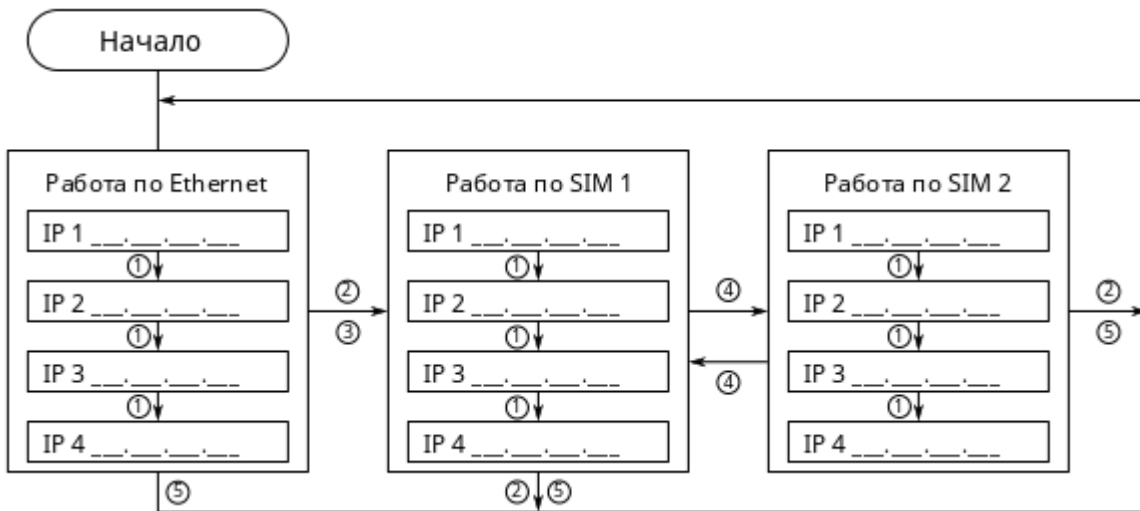 Начало
Работа по Ethernet
IP 1 ___.___.___.___
①
IP 2 ___.___.___.___
①
IP 3 ___.___.___.___
①
IP 4 ___.___.___.___
⑤
②
③
Работа по SIM 1
IP 1 ___.___.___.___
①
IP 2 ___.___.___.___
①
IP 3 ___.___.___.___
①
IP 4 ___.___.___.___
② ⑤
④
④
Работа по SIM 2
IP 1 ___.___.___.___
①
IP 2 ___.___.___.___
①
IP 3 ___.___.___.___
①
IP 4 ___.___.___.___
②
⑤